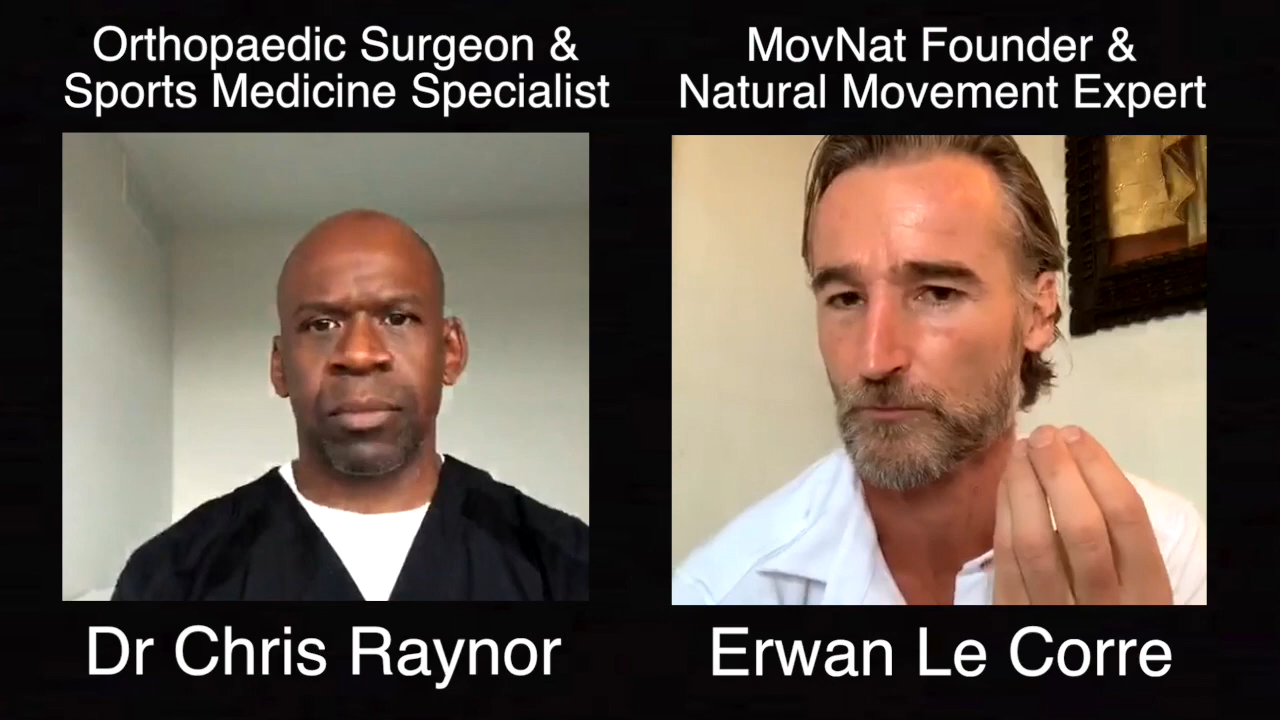 Orthopaedic Surgeon &
Sports Medicine Specialist
MovNat Founder &
Natural Movement Expert
Dr Chris Raynor
Erwan Le Corre